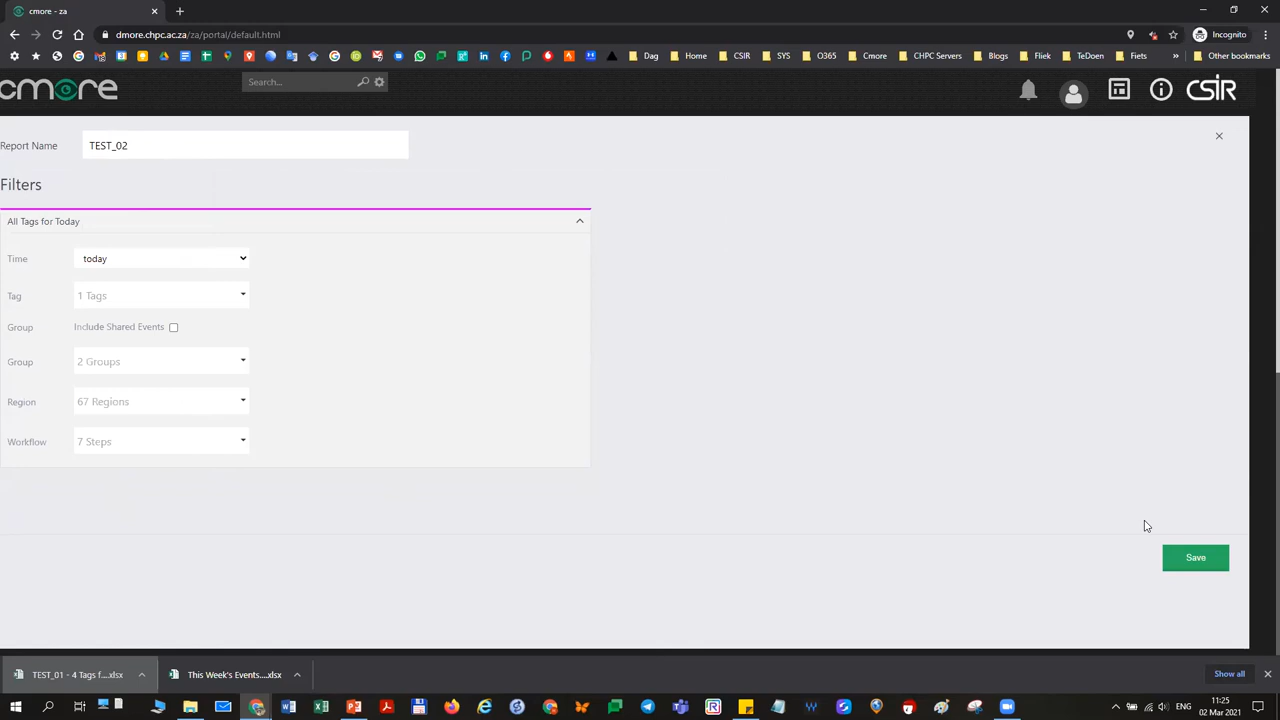 cmore - za
dmore.chpc.ac.za/za/portal/default.html
Incognito
Dag
Home
CSIR
SYS
Q365
Cmore
CHPC Servers
Blogs
Fliek
TeDoen
Fiets
»
Other bookmarks
cmore
Search...
CSIR
Report Name
TEST_02
Filters
All Tags for Today
Time
today
Tag
1 Tags
Group
Include Shared Events
Group
2 Groups
Region
67 Regions
Workflow
7 Steps
Save
TEST_01 - 4 Tags f....xlsx
This Week's Events....xlsx
Show all
ENG
11:25
02 Mar 2021